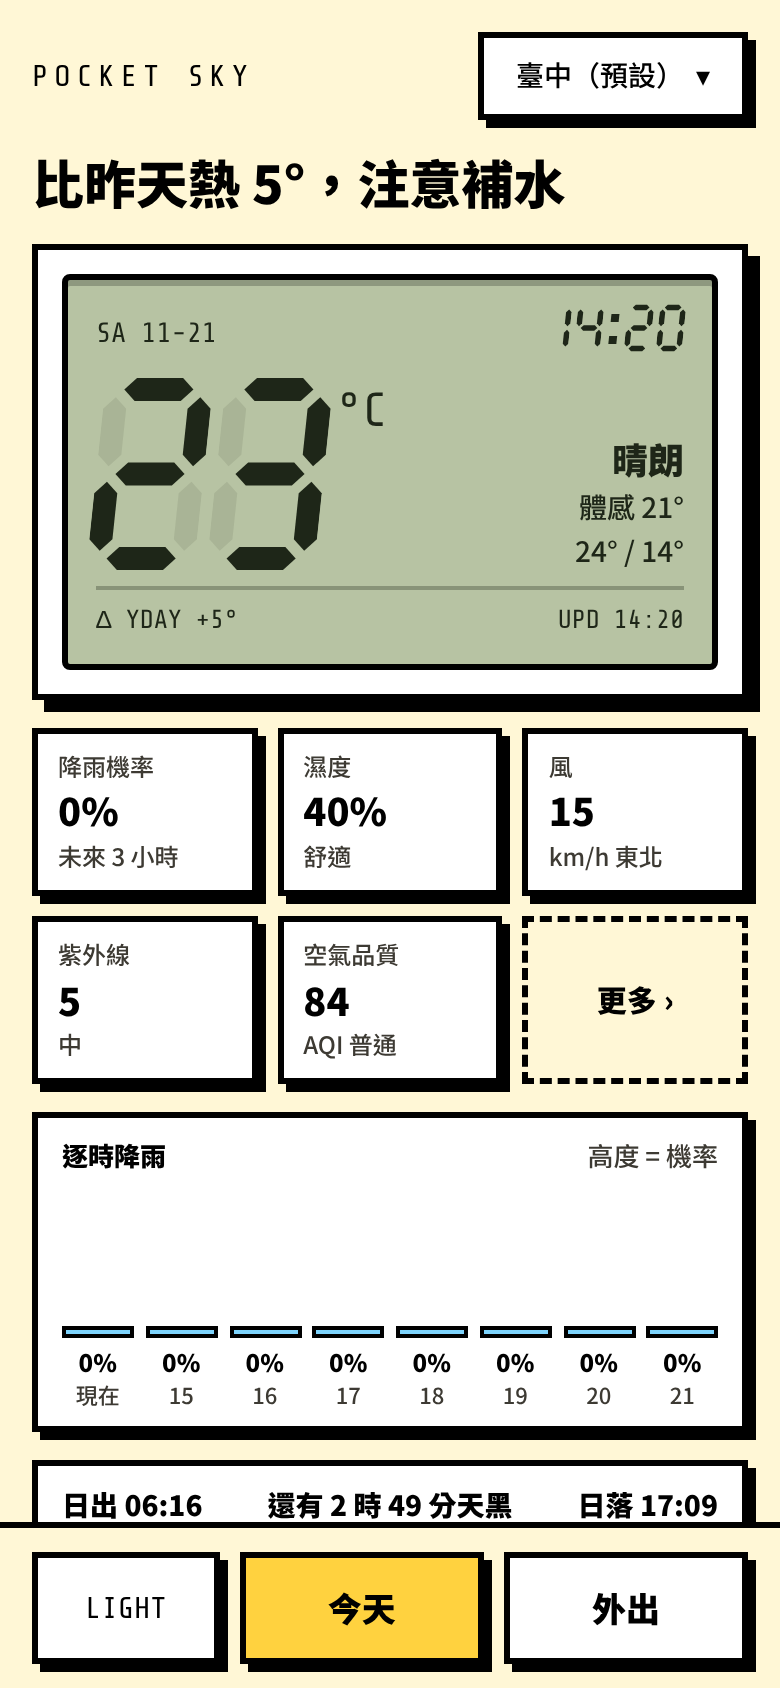 POCKET SKY
臺中（預設） ▼
比昨天熱 5°，注意補水
SA 11-21
14:20
23°C
晴朗
體感 21°
24° / 14°
Δ YDAY +5°
UPD 14:20
降雨機率
0%
未來 3 小時
濕度
40%
舒適
風
15
km/h 東北
紫外線
5
中
空氣品質
84
AQI 普通
更多 ›
逐時降雨
高度 = 機率
0% 0% 0% 0% 0% 0% 0% 0%
現在 15 16 17 18 19 20 21
日出 06:16
還有 2 時 49 分天黑
日落 17:09
LIGHT
今天
外出